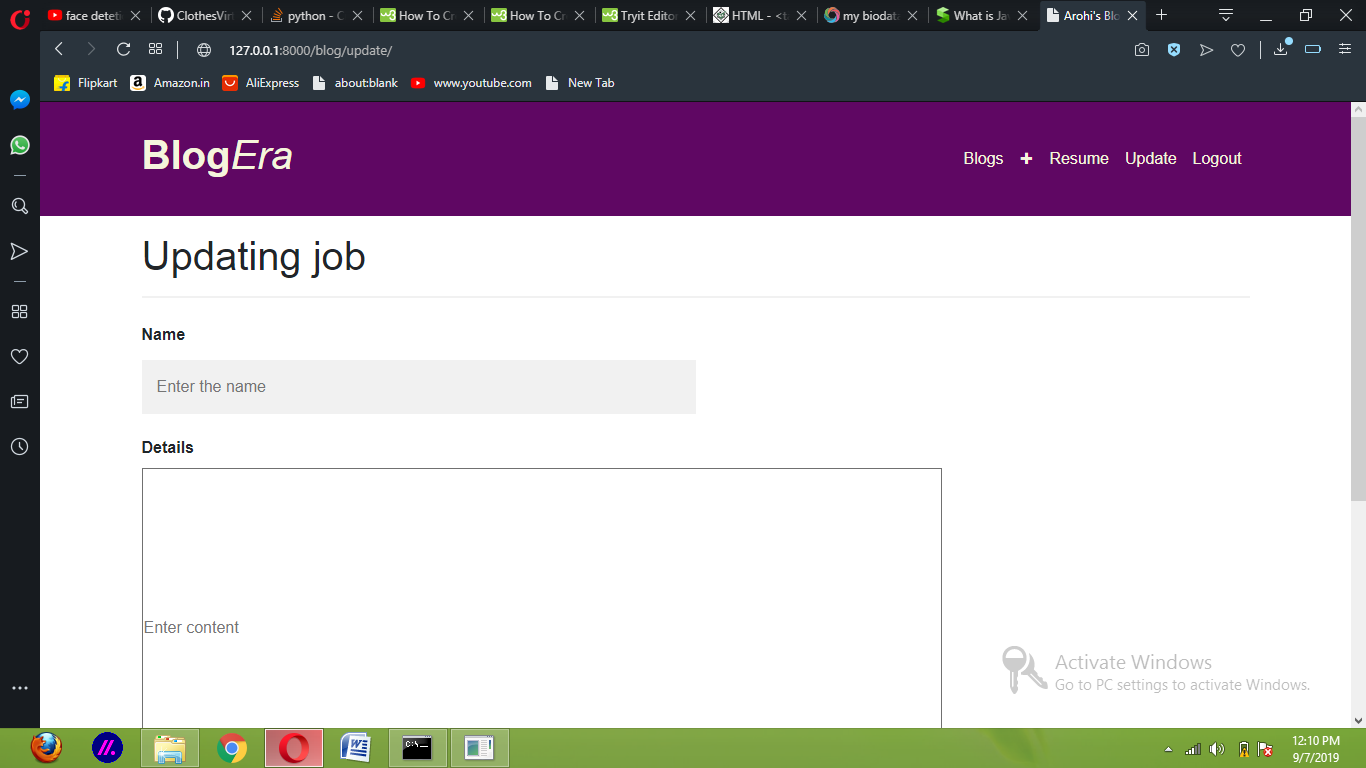 face deteti
ClothesVirt
python - G
How To Cr
How To Cr
Tryit Editor
HTML - <t
my biodata
What is Ja
Arohi's Blo
127.0.0.1:8000/blog/update/
Flipkart
Amazon.in
AliExpress
about:blank
www.youtube.com
New Tab
BlogEra
Blogs + Resume Update Logout
Updating job
Name
Enter the name
Details
Enter content
Activate Windows
Go to PC settings to activate Windows.
12:10 PM
9/7/2019